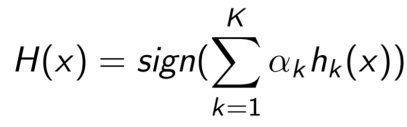 H(x) = sign(∑_{k=1}^{K} α_k h_k(x))